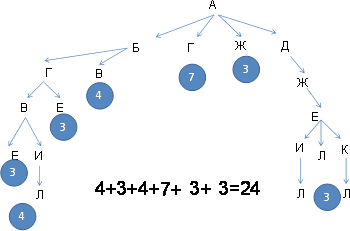 А
Б Г Ж Д
Г В 7 3 Ж
4
В Е Е
3
Е И И Л К
3 Л Л 3 Л
4
4+3+4+7+ 3+ 3=24